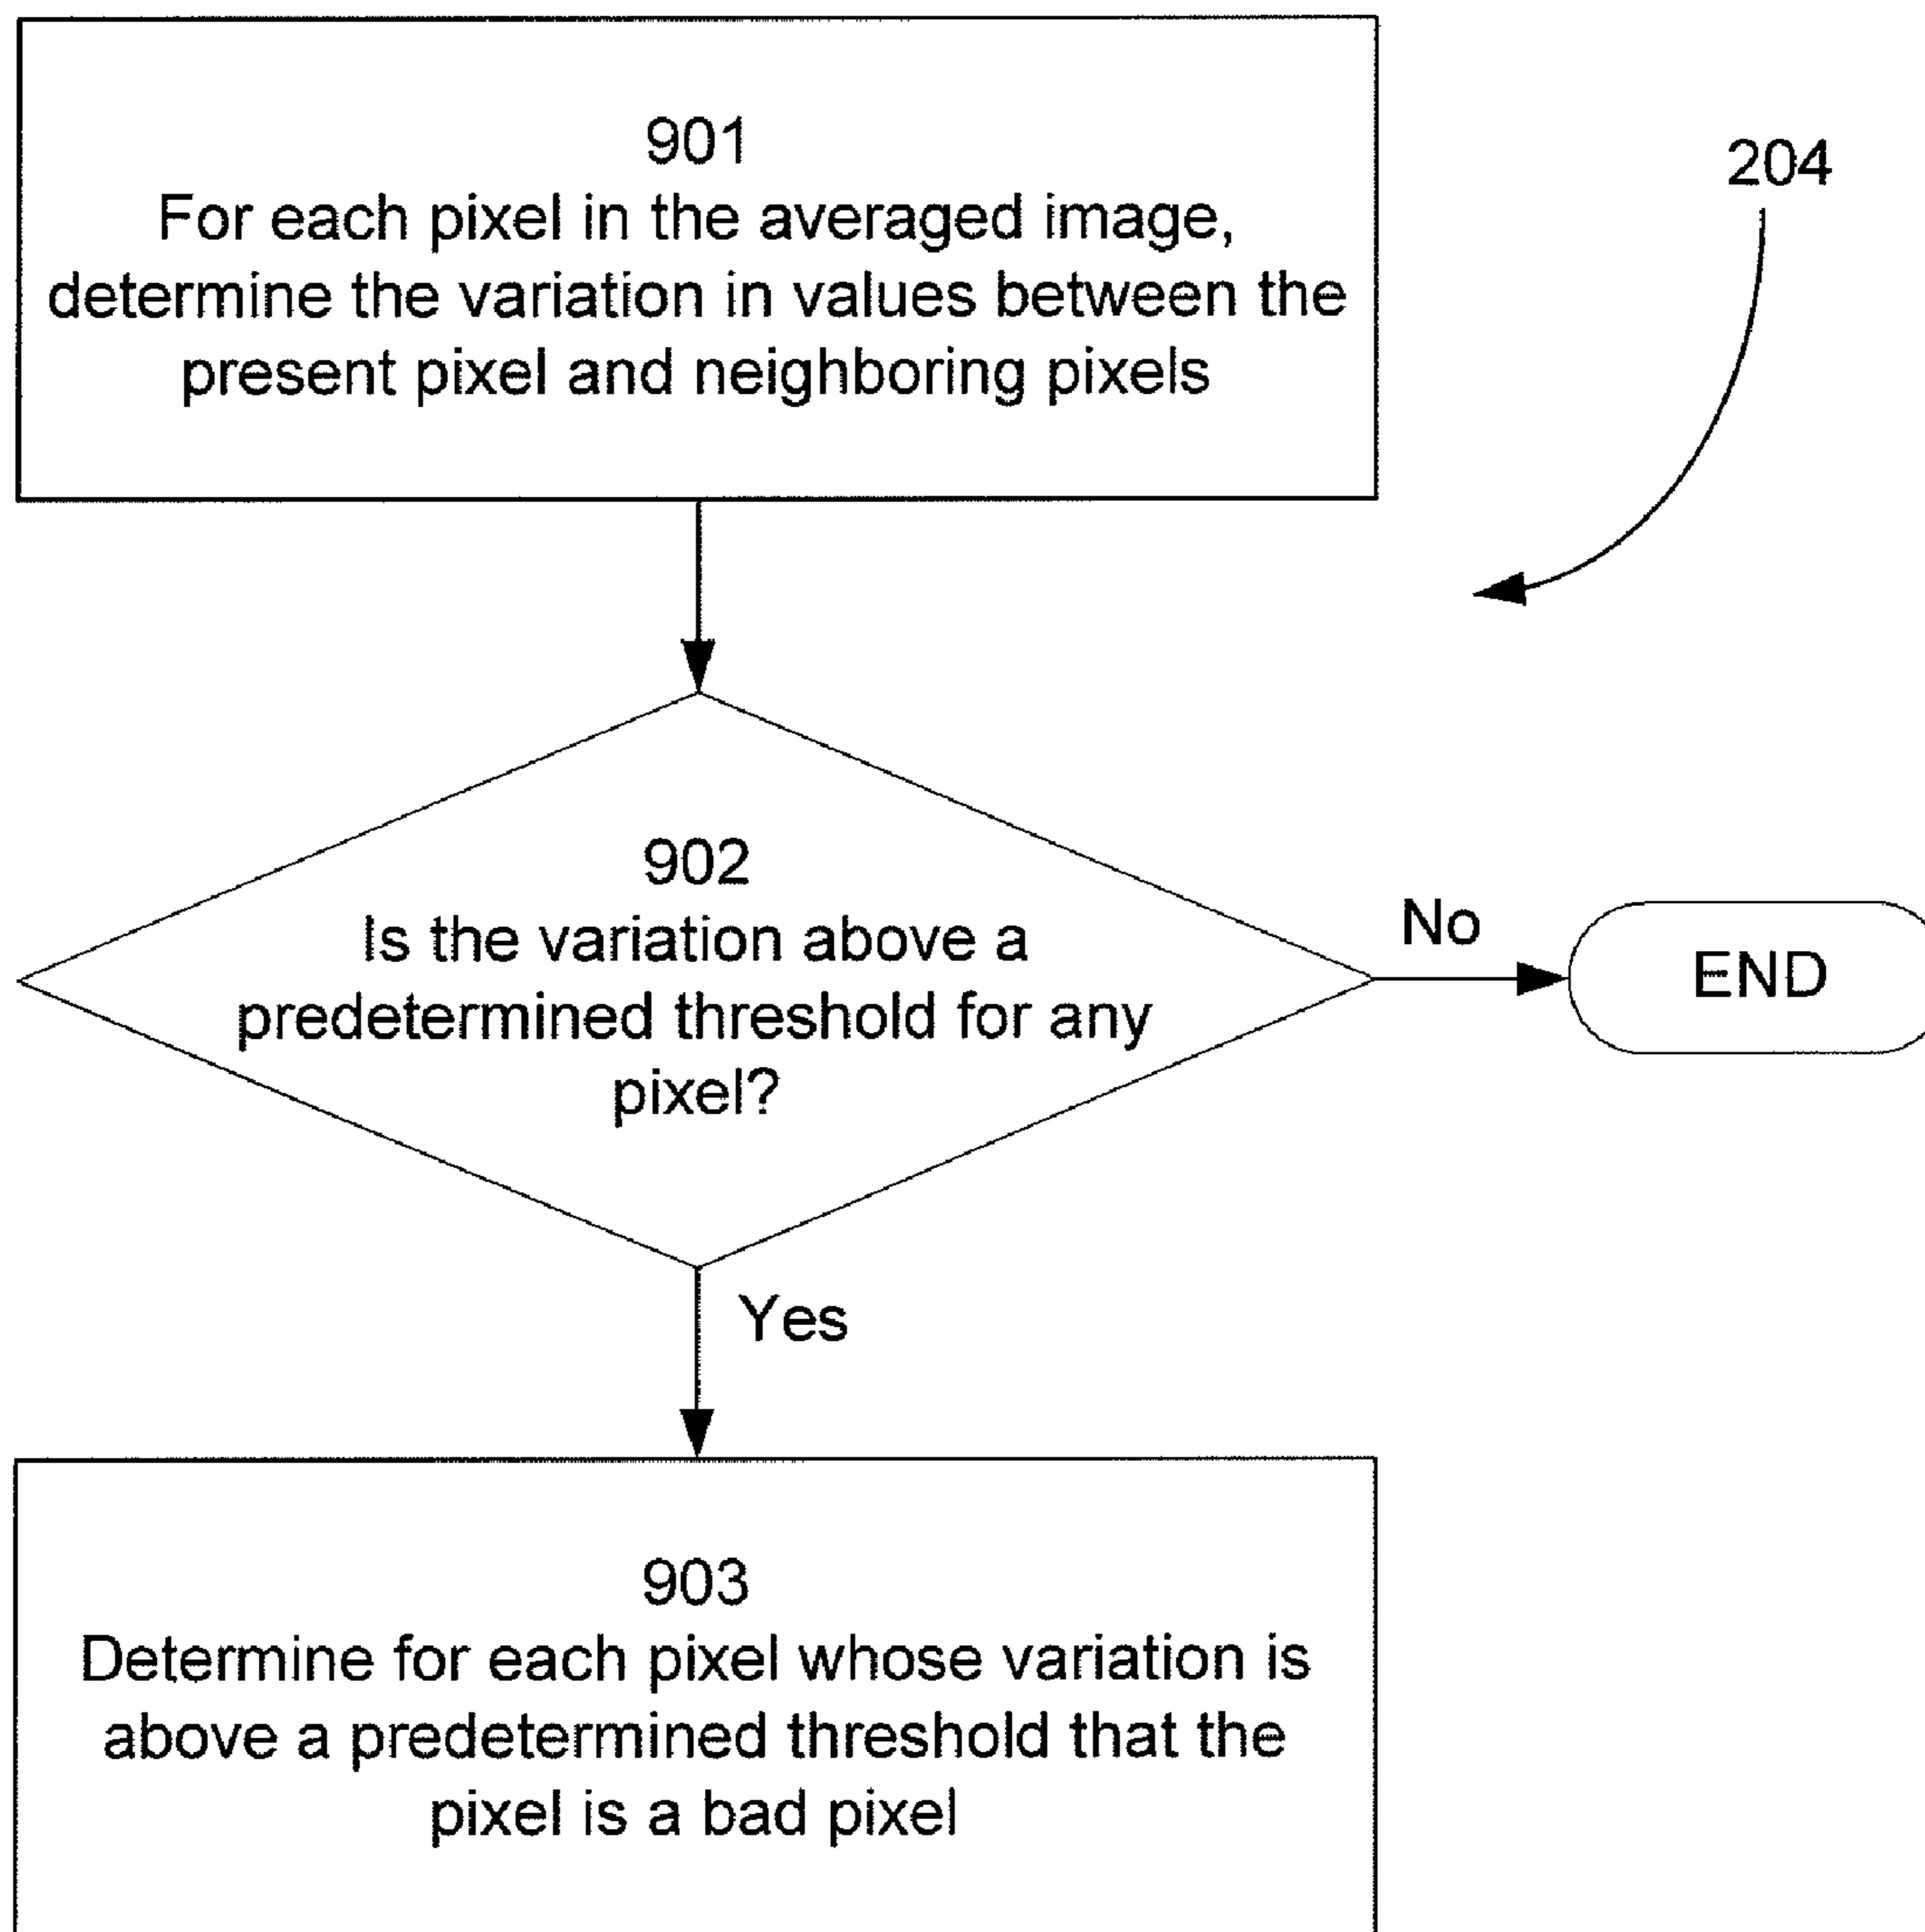 901
For each pixel in the averaged image,
determine the variation in values between the
present pixel and neighboring pixels
204
902
Is the variation above a
predetermined threshold for any
pixel?
No
END
Yes
903
Determine for each pixel whose variation is
above a predetermined threshold that the
pixel is a bad pixel